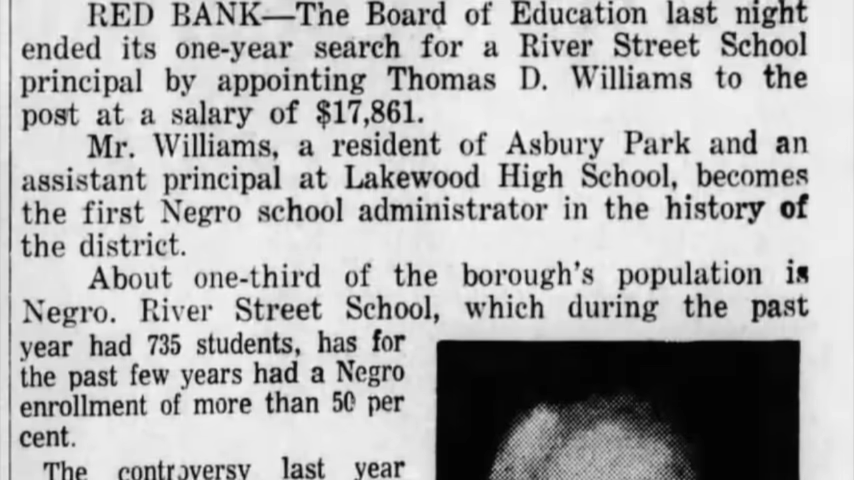 RED BANK—The Board of Education last night
ended its one-year search for a River Street School
principal by appointing Thomas D. Williams to the
post at a salary of $17,861.
Mr. Williams, a resident of Asbury Park and an
assistant principal at Lakewood High School, becomes
the first Negro school administrator in the history of
the district.
About one-third of the borough's population is
Negro. River Street School, which during the past
year had 735 students, has for
the past few years had a Negro
enrollment of more than 50 per
cent.
The controversy last year